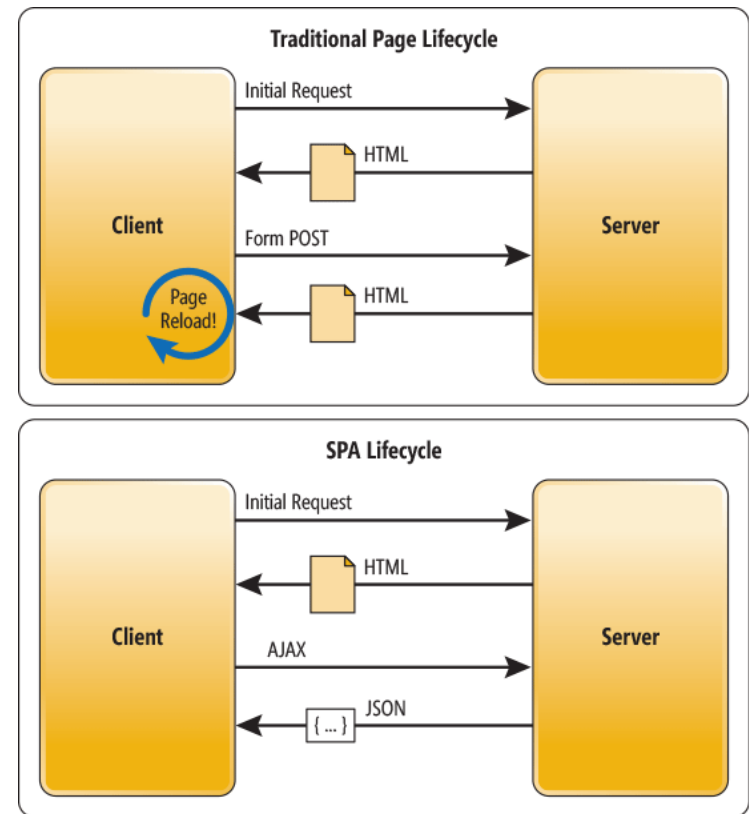 Traditional Page Lifecycle
Initial Request
HTML
Client
Server
Form POST
HTML
Page
Reload!
SPA Lifecycle
Initial Request
HTML
Client
Server
AJAX
JSON
{ ... }